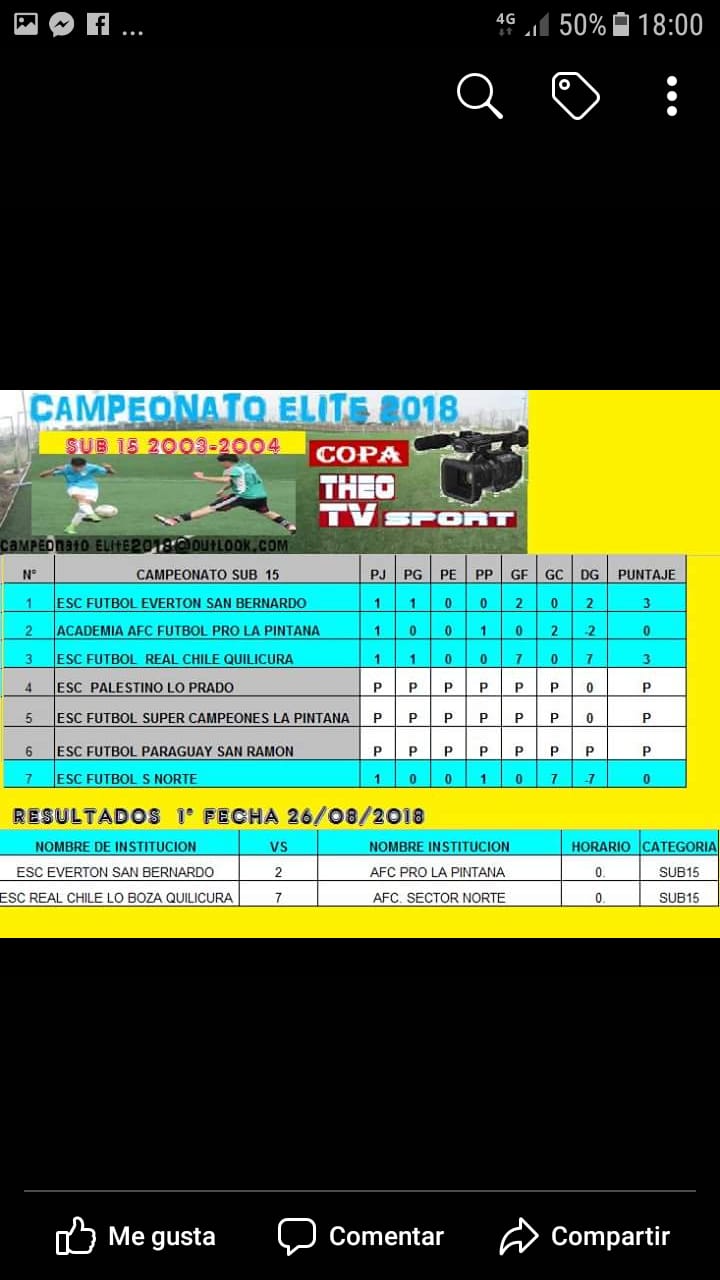 ... 4G 50% 18:00
CAMPEONATO ELITE 2018
SUB 15 2003-2004
COPA
THEO
TV SPORT
CAMPEONATO ELITE2018@OUTLOOK.COM
N° CAMPEONATO SUB 15 PJ PG PE PP GF GC DG PUNTAJE
1 ESC FUTBOL EVERTON SAN BERNARDO 1 1 0 0 2 0 2 3
2 ACADEMIA AFC FUTBOL PRO LA PINTANA 1 0 0 1 0 2 -2 0
3 ESC FUTBOL REAL CHILE QUILICURA 1 1 0 0 7 0 7 3
4 ESC PALESTINO LO PRADO P P P P P P 0 P
5 ESC FUTBOL SUPER CAMPEONES LA PINTANA P P P P P P 0 P
6 ESC FUTBOL PARAGUAY SAN RAMON P P P P P P P P
7 ESC FUTBOL S NORTE 1 0 0 1 0 7 -7 0
RESULTADOS 1° FECHA 26/08/2018
NOMBRE DE INSTITUCION VS NOMBRE INSTITUCION HORARIO CATEGORIA
ESC EVERTON SAN BERNARDO 2 AFC PRO LA PINTANA 0. SUB15
ESC REAL CHILE LO BOZA QUILICURA 7 AFC. SECTOR NORTE 0. SUB15
Me gusta Comentar Compartir